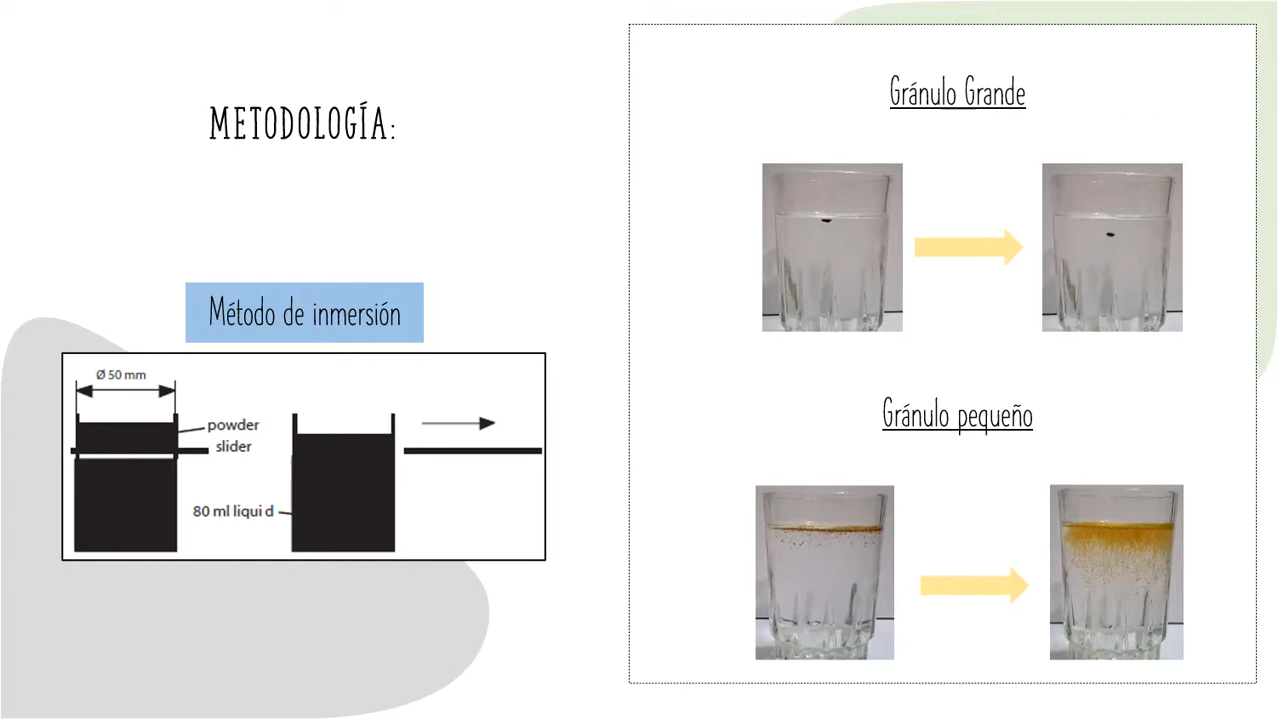 METODOLOGÍA:
Método de inmersión
Ø 50 mm
powder
slider
80 ml liqui d
Gránulo Grande
Gránulo pequeño